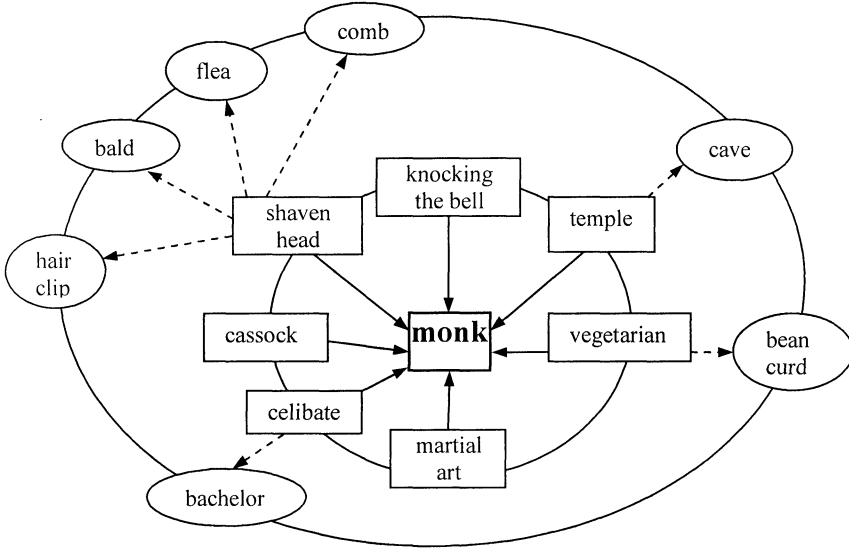 comb
flea
bald
cave
knocking
the bell
shaven
head
temple
hair
clip
cassock
monk
vegetarian
bean
curd
celibate
martial
art
bachelor